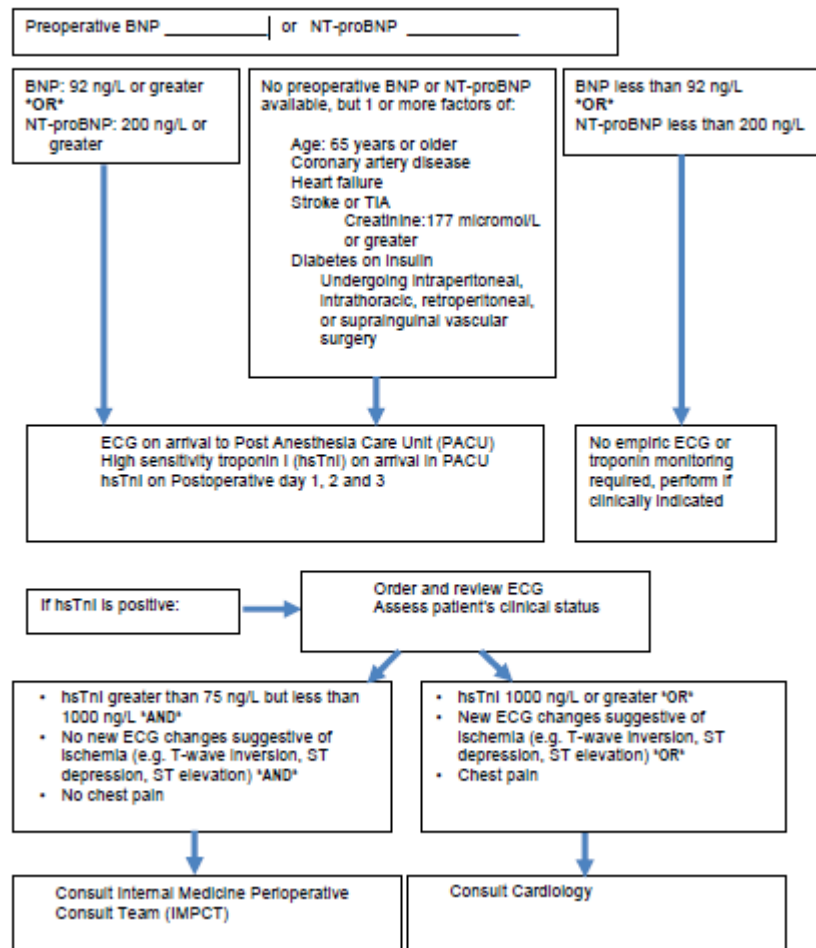 Preoperative BNP ____________| or NT-proBNP _____________
BNP: 92 ng/L or greater
*OR*
NT-proBNP: 200 ng/L or
greater
No preoperative BNP or NT-proBNP
available, but 1 or more factors of:
Age: 65 years or older
Coronary artery disease
Heart failure
Stroke or TIA
Creatinine:177 micromol/L
or greater
Diabetes on Insulin
Undergoing Intraperitoneal,
Intrathoracic, retroperitoneal,
or suprainguinal vascular
surgery
BNP less than 92 ng/L
*OR*
NT-proBNP less than 200 ng/L
ECG on arrival to Post Anesthesia Care Unit (PACU)
High sensitivity troponin I (hsTnI) on arrival in PACU
hsTnI on Postoperative day 1, 2 and 3
No empiric ECG or
troponin monitoring
required, perform if
clinically indicated
If hsTnI is positive:
Order and review ECG
Assess patient's clinical status
• hsTnI greater than 75 ng/L but less than
1000 ng/L *AND*
• No new ECG changes suggestive of
ischemia (e.g. T-wave inversion, ST
depression, ST elevation) *AND*
• No chest pain
• hsTnI 1000 ng/L or greater *OR*
• New ECG changes suggestive of
ischemia (e.g. T-wave inversion, ST
depression, ST elevation) *OR*
• Chest pain
Consult Internal Medicine Perioperative
Consult Team (IMPCT)
Consult Cardiology